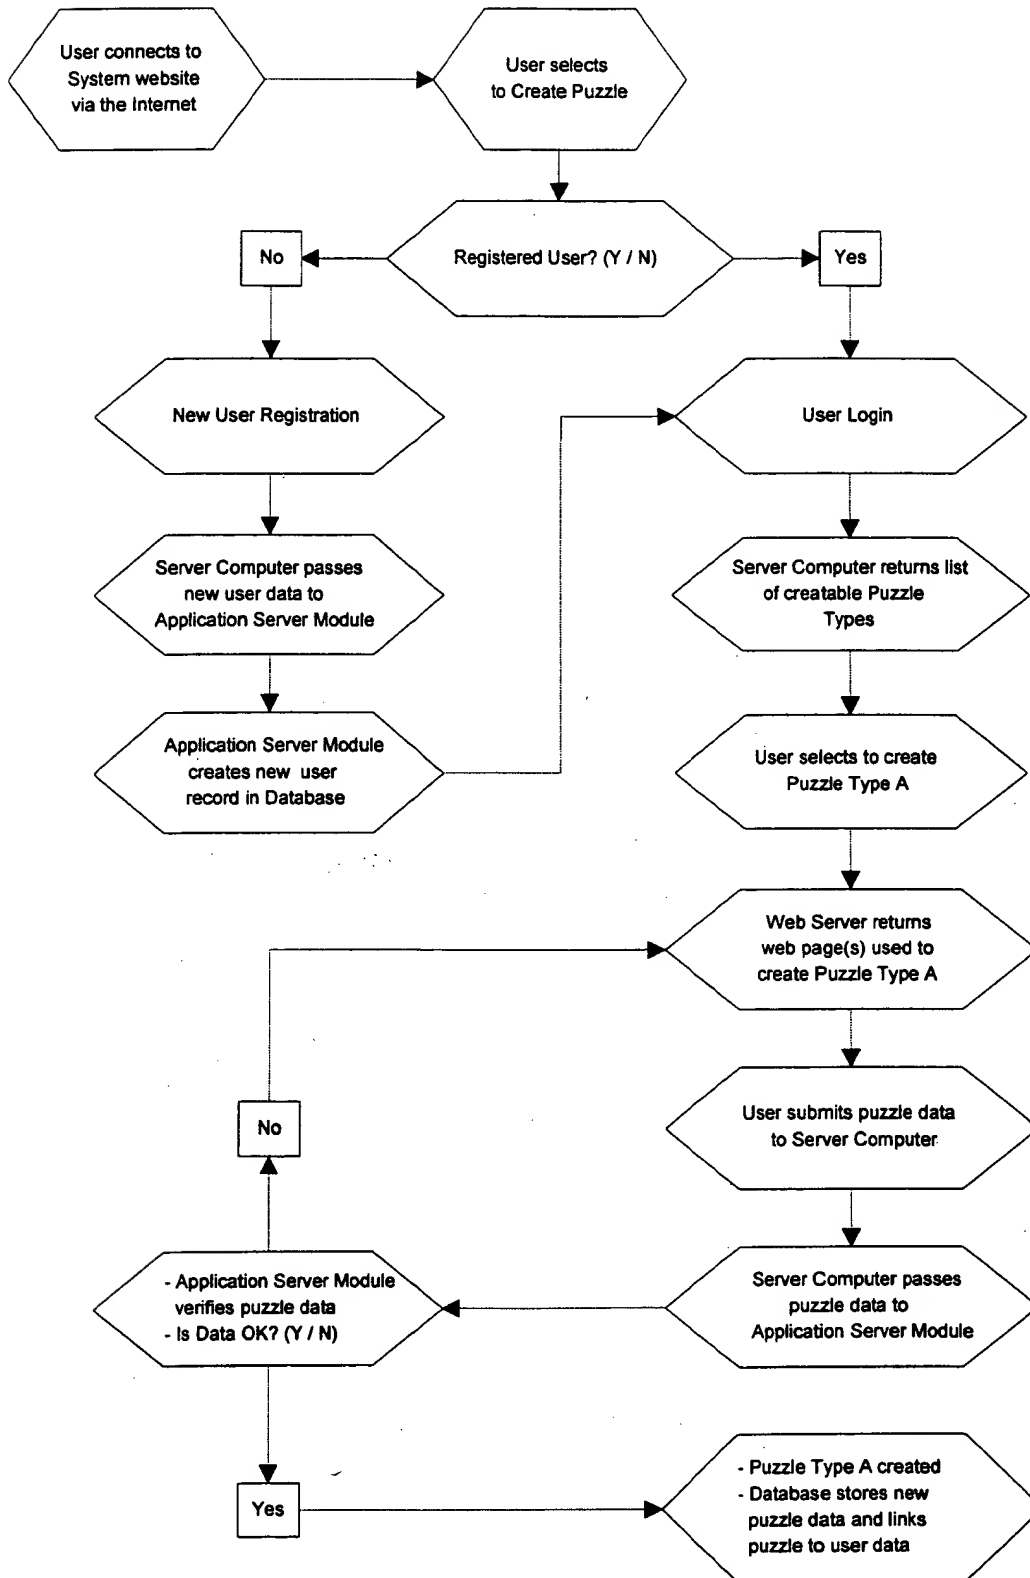 User connects to
System website
via the Internet
User selects
to Create Puzzle
No
Registered User? (Y / N)
Yes
New User Registration
User Login
Server Computer passes
new user data to
Application Server Module
Server Computer returns list
of creatable Puzzle
Types
Application Server Module
creates new user
record in Database
User selects to create
Puzzle Type A
Web Server returns
web page(s) used to
create Puzzle Type A
No
User submits puzzle data
to Server Computer
- Application Server Module
verifies puzzle data
- Is Data OK? (Y / N)
Server Computer passes
puzzle data to
Application Server Module
Yes
- Puzzle Type A created
- Database stores new
puzzle data and links
puzzle to user data